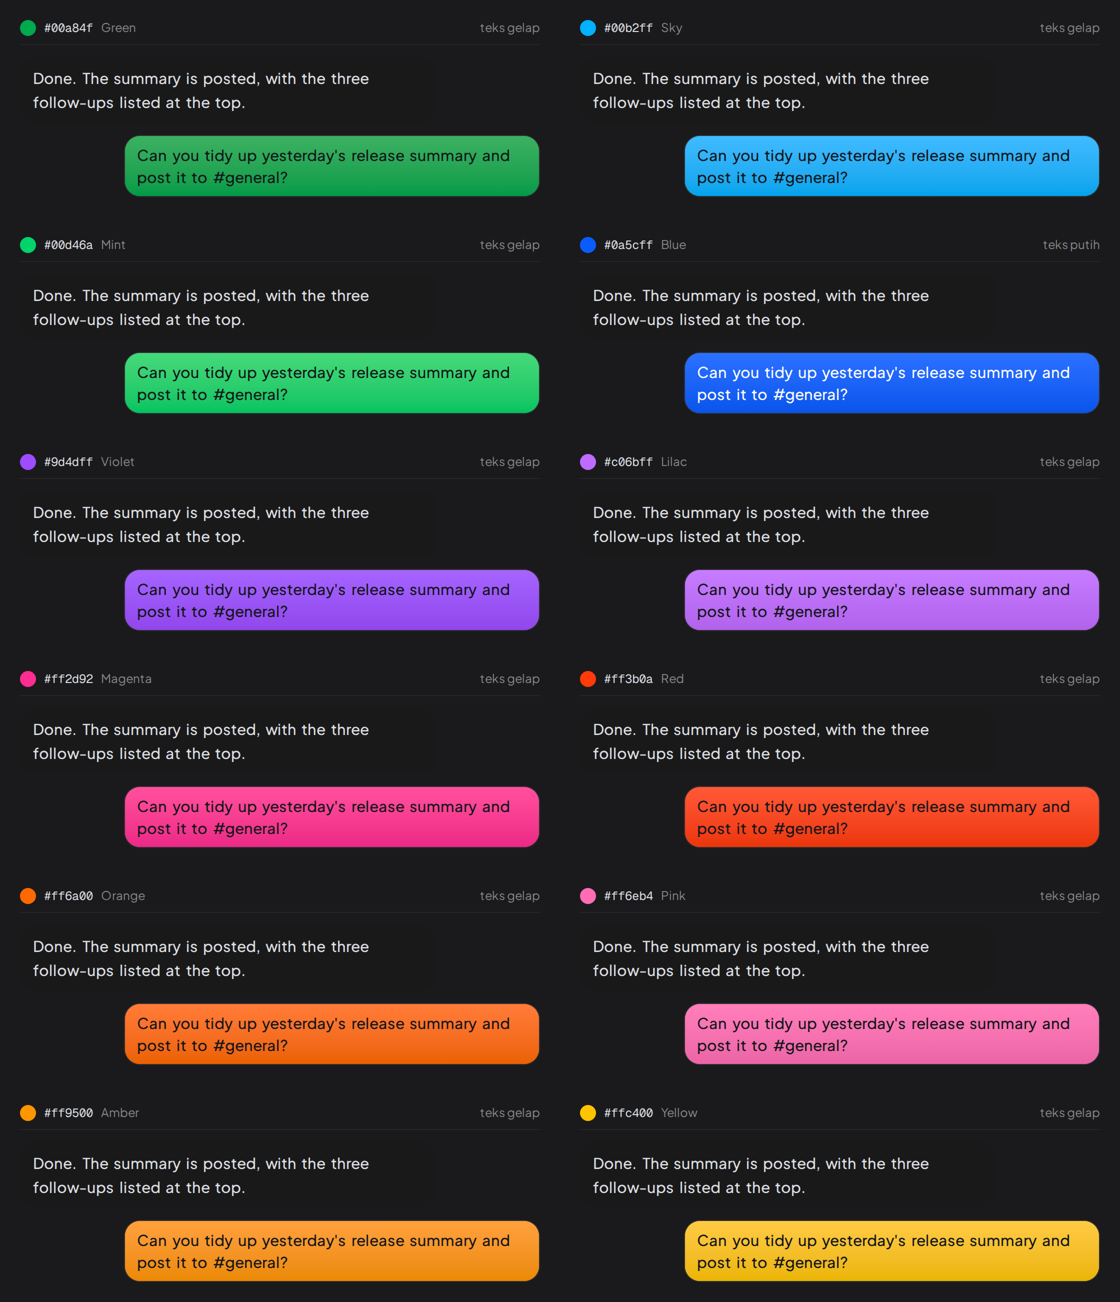 #00a84f Green teks gelap
Done. The summary is posted, with the three
follow-ups listed at the top.
Can you tidy up yesterday's release summary and
post it to #general?
#00b2ff Sky teks gelap
Done. The summary is posted, with the three
follow-ups listed at the top.
Can you tidy up yesterday's release summary and
post it to #general?
#00d46a Mint teks gelap
Done. The summary is posted, with the three
follow-ups listed at the top.
Can you tidy up yesterday's release summary and
post it to #general?
#0a5cff Blue teks putih
Done. The summary is posted, with the three
follow-ups listed at the top.
Can you tidy up yesterday's release summary and
post it to #general?
#9d4dff Violet teks gelap
Done. The summary is posted, with the three
follow-ups listed at the top.
Can you tidy up yesterday's release summary and
post it to #general?
#c06bff Lilac teks gelap
Done. The summary is posted, with the three
follow-ups listed at the top.
Can you tidy up yesterday's release summary and
post it to #general?
#ff2d92 Magenta teks gelap
Done. The summary is posted, with the three
follow-ups listed at the top.
Can you tidy up yesterday's release summary and
post it to #general?
#ff3b0a Red teks gelap
Done. The summary is posted, with the three
follow-ups listed at the top.
Can you tidy up yesterday's release summary and
post it to #general?
#ff6a00 Orange teks gelap
Done. The summary is posted, with the three
follow-ups listed at the top.
Can you tidy up yesterday's release summary and
post it to #general?
#ff6eb4 Pink teks gelap
Done. The summary is posted, with the three
follow-ups listed at the top.
Can you tidy up yesterday's release summary and
post it to #general?
#ff9500 Amber teks gelap
Done. The summary is posted, with the three
follow-ups listed at the top.
Can you tidy up yesterday's release summary and
post it to #general?
#ffc400 Yellow teks gelap
Done. The summary is posted, with the three
follow-ups listed at the top.
Can you tidy up yesterday's release summary and
post it to #general?